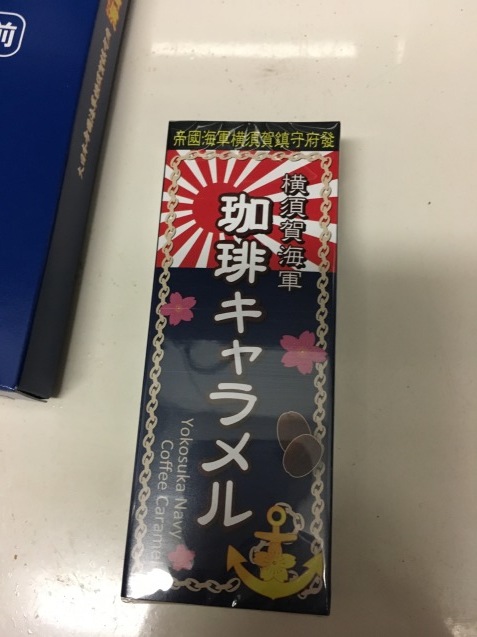 前
帝國海軍横須賀鎮守府發
横須賀海軍
珈琲キャラメル
Yokosuka Navy
Coffee Caramel